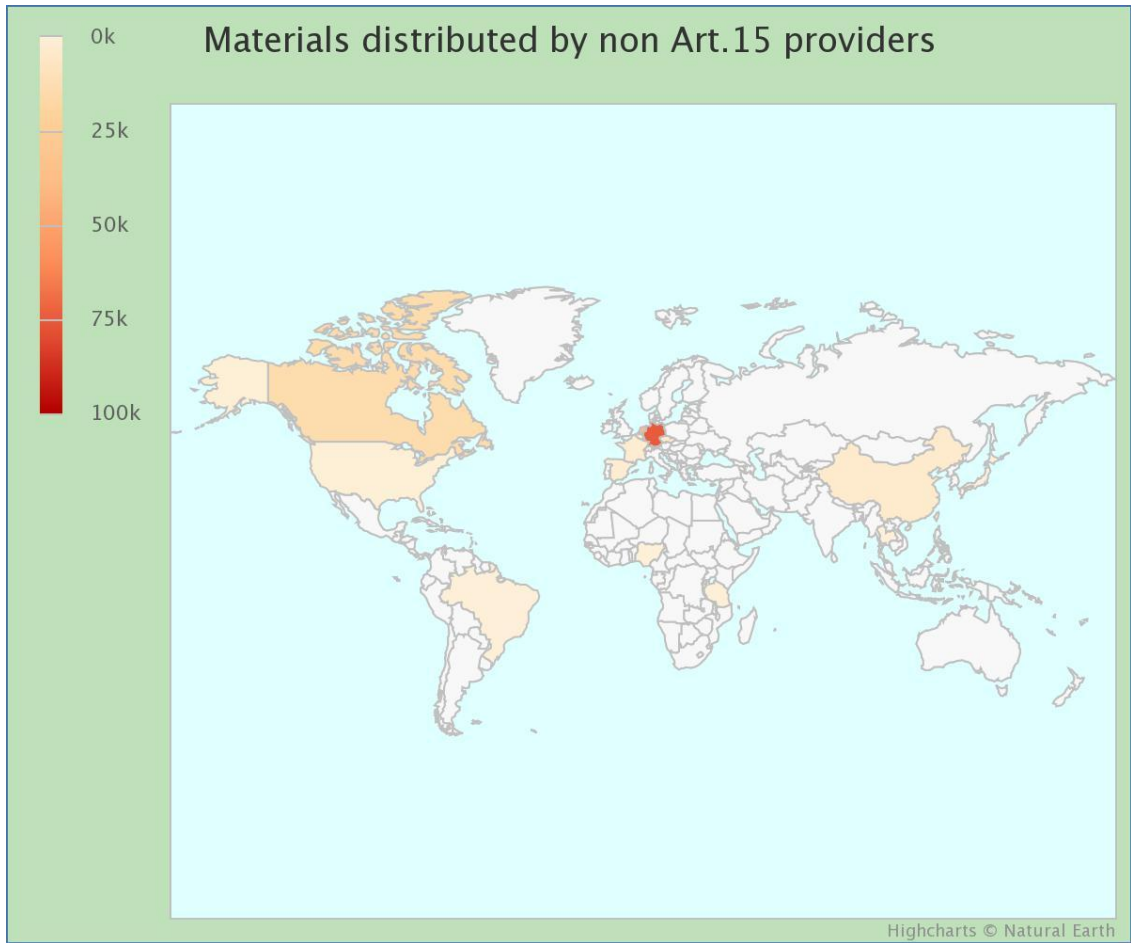 Materials distributed by non Art.15 providers
0k
25k
50k
75k
100k
Highcharts © Natural Earth